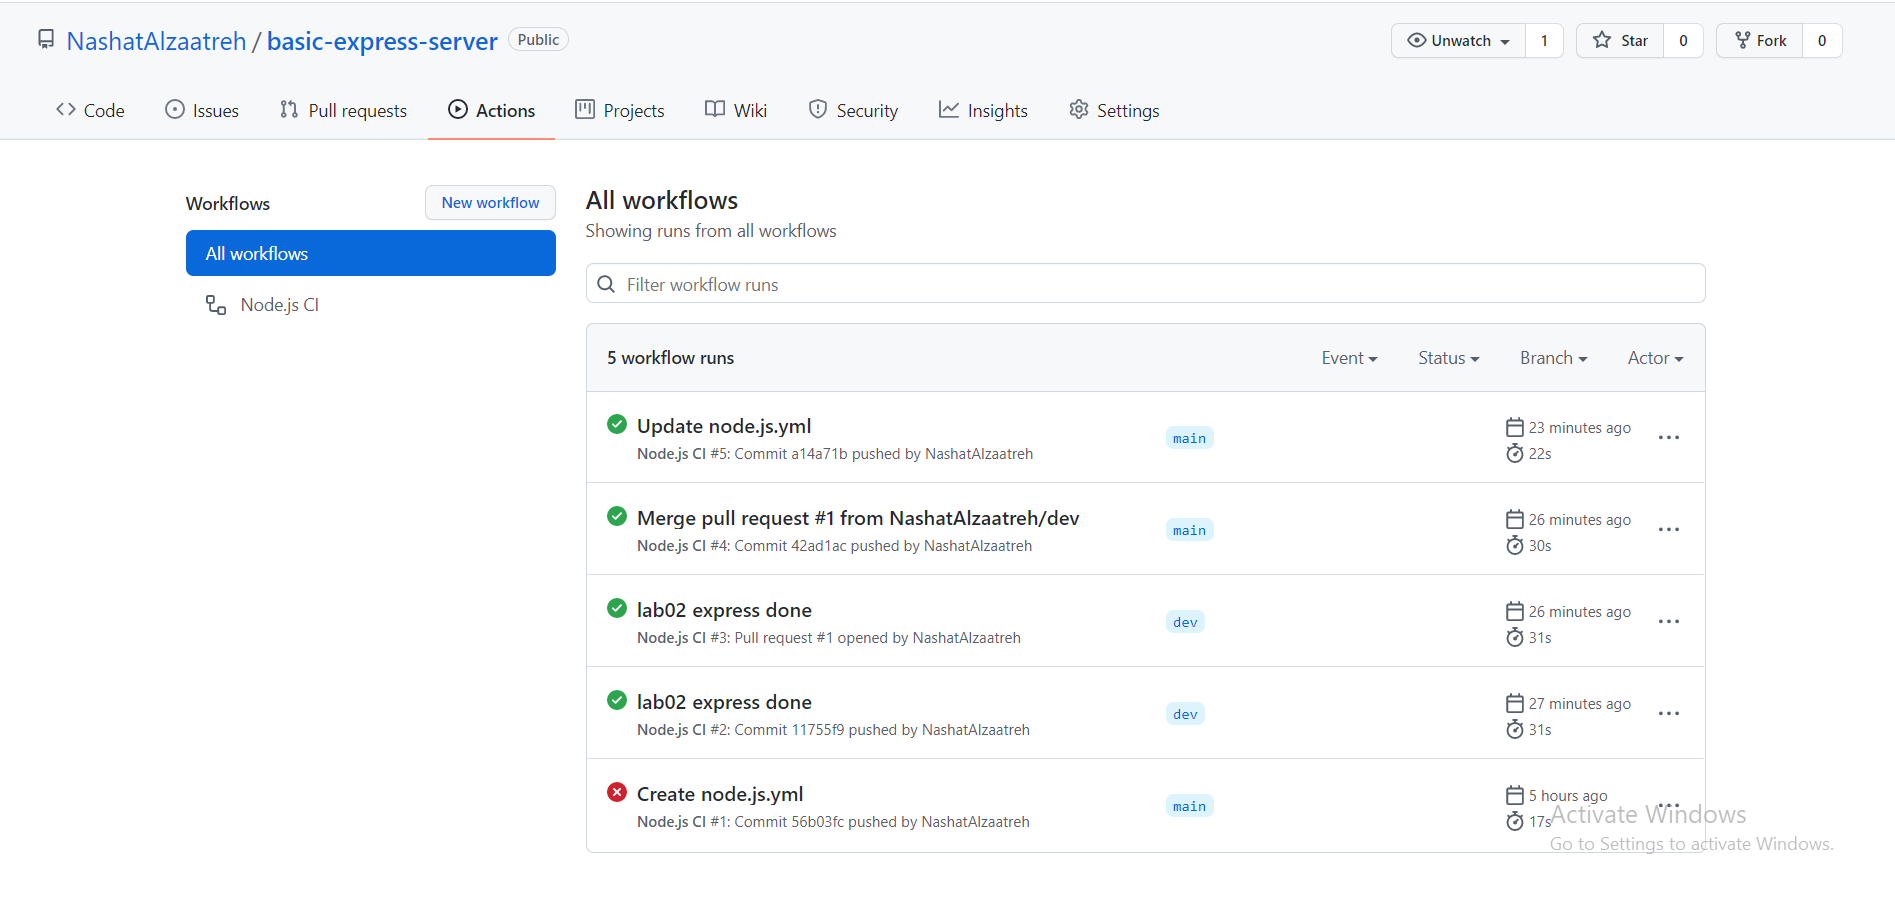 NashatAlzaatreh / basic-express-server Public Unwatch 1 Star 0 Fork 0
Code Issues Pull requests Actions Projects Wiki Security Insights Settings
Workflows New workflow
All workflows
Node.js CI
All workflows
Showing runs from all workflows
Filter workflow runs
5 workflow runs Event Status Branch Actor
Update node.js.yml main 23 minutes ago
Node.js CI #5: Commit a14a71b pushed by NashatAlzaatreh 22s
Merge pull request #1 from NashatAlzaatreh/dev main 26 minutes ago
Node.js CI #4: Commit 42ad1ac pushed by NashatAlzaatreh 30s
lab02 express done dev 26 minutes ago
Node.js CI #3: Pull request #1 opened by NashatAlzaatreh 31s
lab02 express done dev 27 minutes ago
Node.js CI #2: Commit 11755f9 pushed by NashatAlzaatreh 31s
Create node.js.yml main 5 hours ago
Node.js CI #1: Commit 56b03fc pushed by NashatAlzaatreh 17s
Activate Windows
Go to Settings to activate Windows.